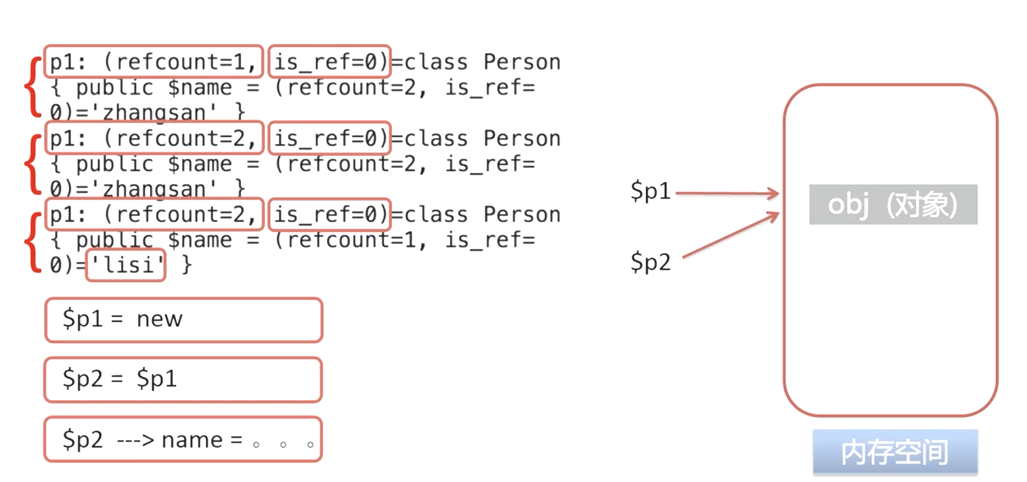 p1: (refcount=1, is_ref=0)=class Person
{ public $name = (refcount=2, is_ref=
0)='zhangsan' }
p1: (refcount=2, is_ref=0)=class Person
{ public $name = (refcount=2, is_ref=
0)='zhangsan' }
p1: (refcount=2, is_ref=0)=class Person
{ public $name = (refcount=1, is_ref=
0)='lisi' }
$p1 = new
$p2 = $p1
$p2 ---> name = 。。。
$p1
$p2
obj (对象)
内存空间